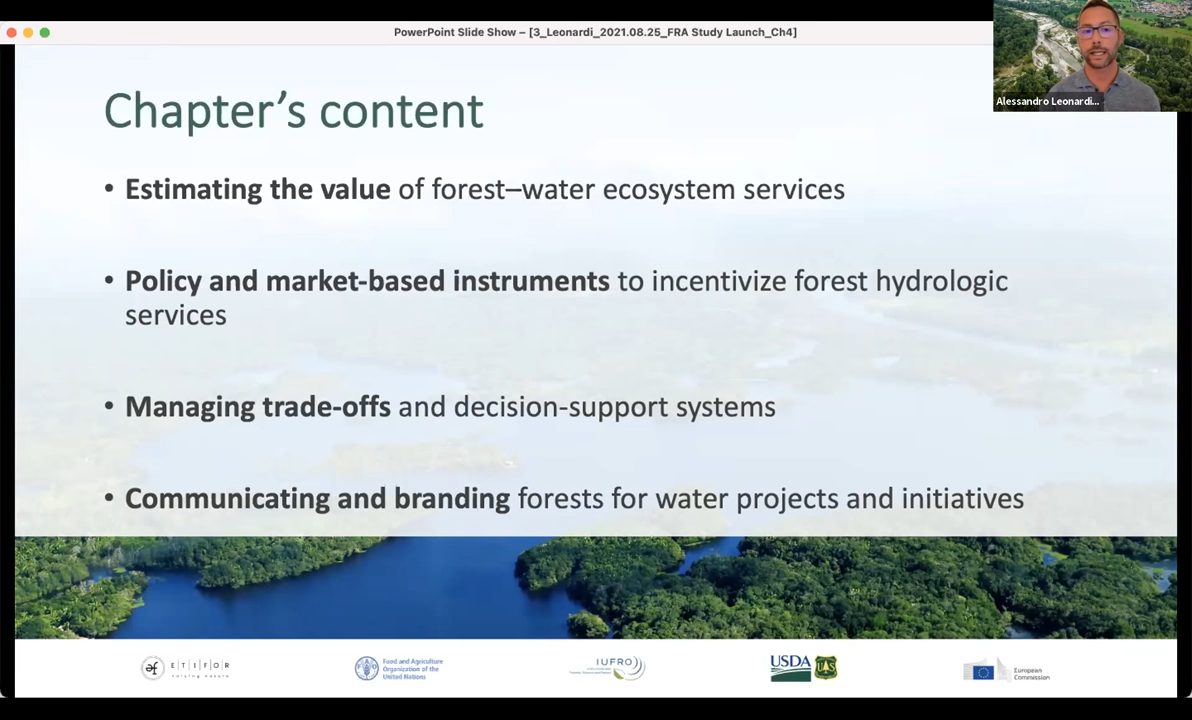 PowerPoint Slide Show – [3_Leonardi_2021.08.25_FRA Study Launch_Ch4]
Alessandro Leonardi...
Chapter's content
• Estimating the value of forest–water ecosystem services
• Policy and market-based instruments to incentivize forest hydrologic
services
• Managing trade-offs and decision-support systems
• Communicating and branding forests for water projects and initiatives
ETIFOR
valuing nature
Food and Agriculture
Organization of the
United Nations
IUFRO
USDA
UAS
European
Commission